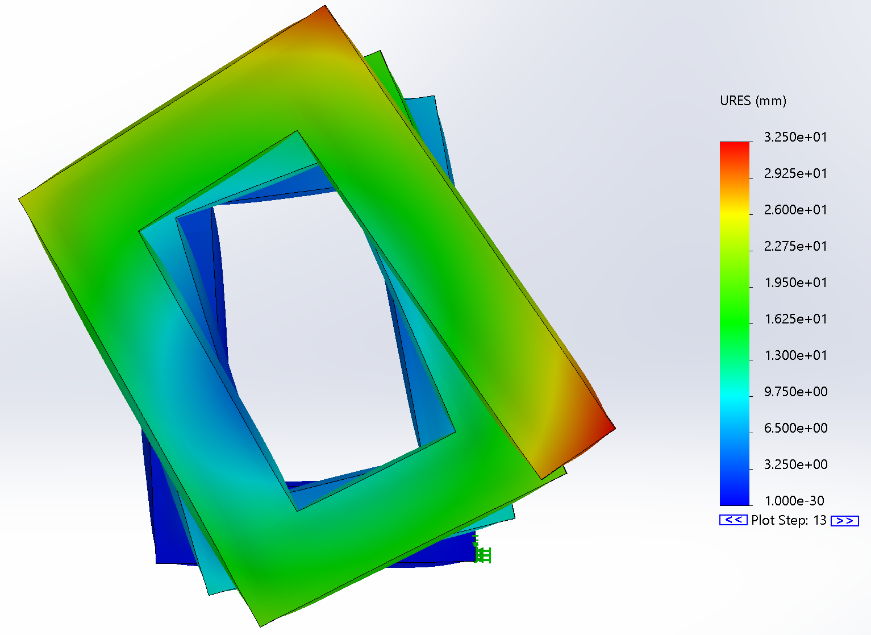 URES (mm)
3.250e+01
2.925e+01
2.600e+01
2.275e+01
1.950e+01
1.625e+01
1.300e+01
9.750e+00
6.500e+00
3.250e+00
1.000e-30
<< Plot Step: 13 >>